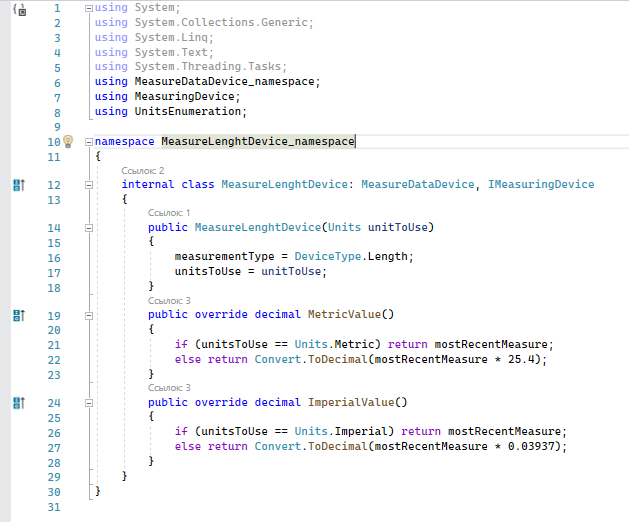 1 using System;
2 using System.Collections.Generic;
3 using System.Linq;
4 using System.Text;
5 using System.Threading.Tasks;
6 using MeasureDataDevice_namespace;
7 using MeasuringDevice;
8 using UnitsEnumeration;
9
10 namespace MeasureLenghtDevice_namespace
11 {
Ссылок: 2
12 internal class MeasureLenghtDevice: MeasureDataDevice, IMeasuringDevice
13 {
Ссылок: 1
14 public MeasureLenghtDevice(Units unitToUse)
15 {
16 measurementType = DeviceType.Length;
17 unitsToUse = unitToUse;
18 }
Ссылок: 3
19 public override decimal MetricValue()
20 {
21 if (unitsToUse == Units.Metric) return mostRecentMeasure;
22 else return Convert.ToDecimal(mostRecentMeasure * 25.4);
23 }
Ссылок: 3
24 public override decimal ImperialValue()
25 {
26 if (unitsToUse == Units.Imperial) return mostRecentMeasure;
27 else return Convert.ToDecimal(mostRecentMeasure * 0.03937);
28 }
29 }
30 }
31